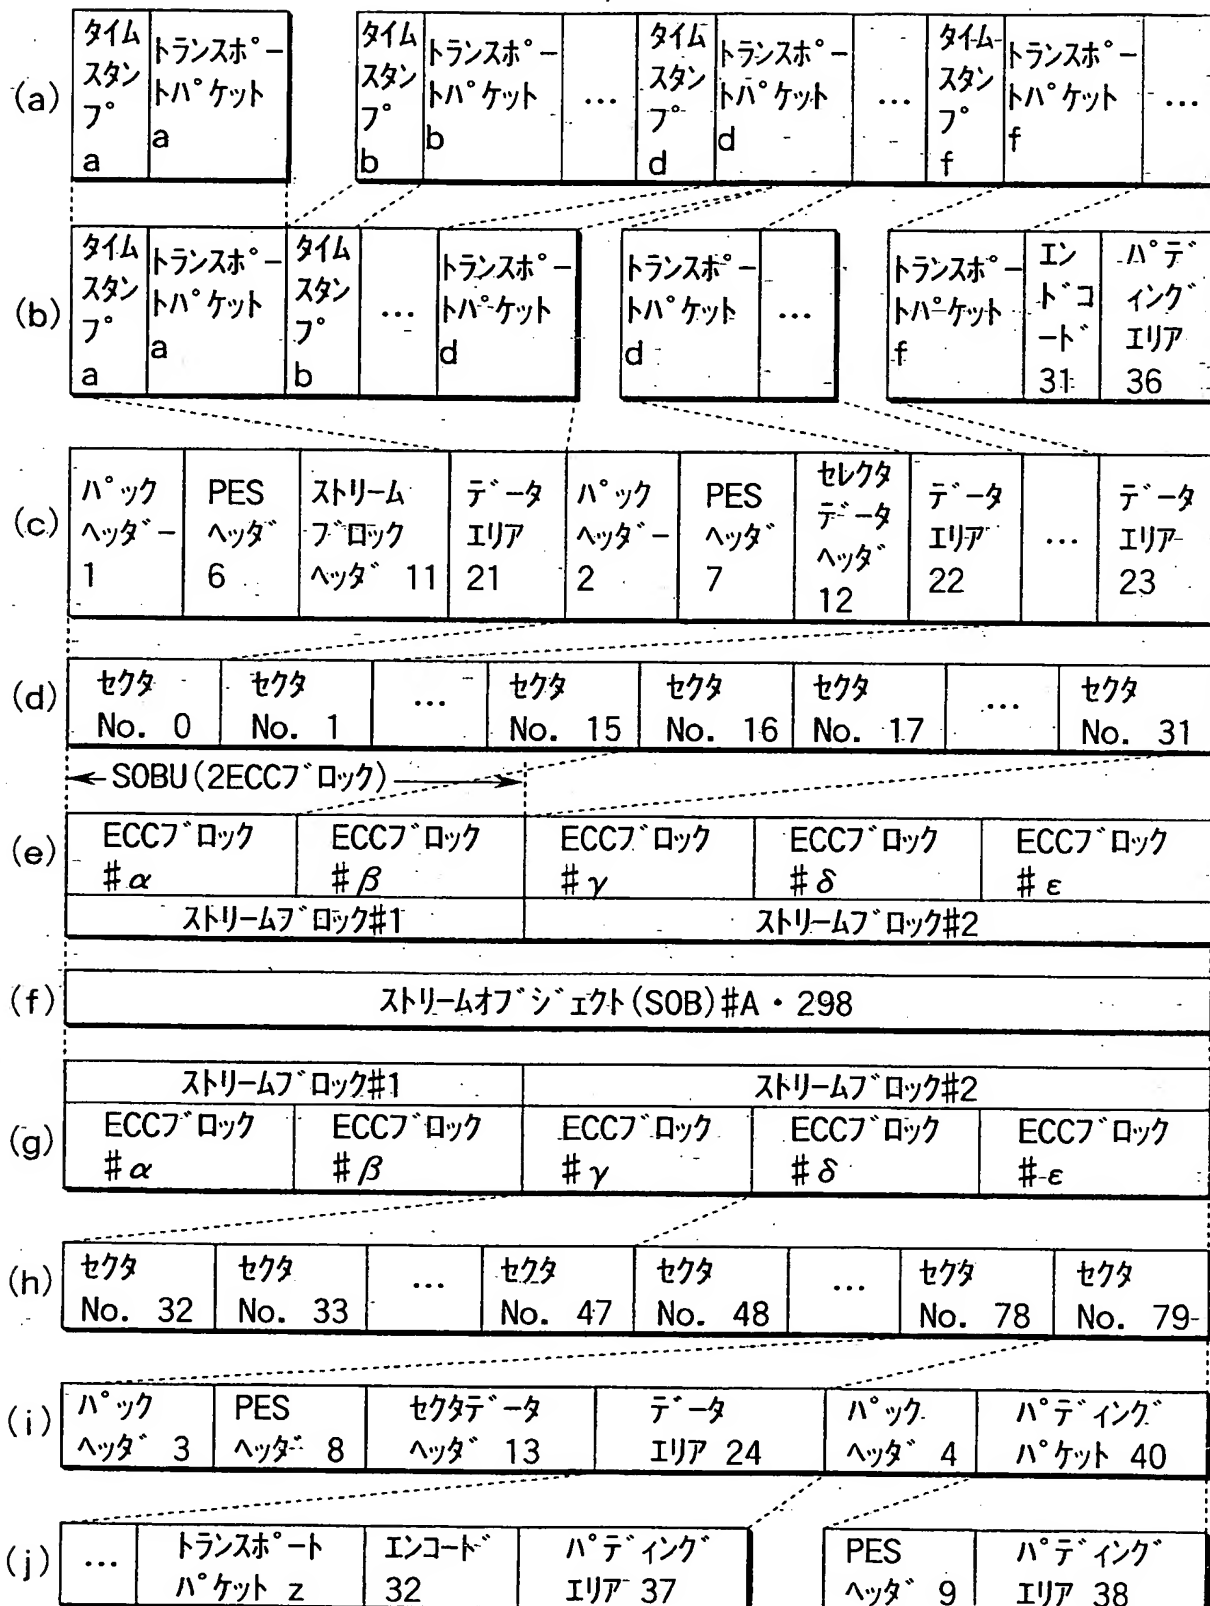 (a)
タイム
スタン
プ
a
トランスポー
トパケット
a
タイム
スタン
プ
b
トランスポー
トパケット
b
...
タイム
スタン
プ
d
トランスポー
トパケット
d
...
タイム
スタン
プ
f
トランスポー
トパケット
f
...
(b)
タイム
スタン
プ
a
トランスポー
トパケット
a
タイム
スタン
プ
b
...
トランスポー
トパケット
d
トランスポー
トパケット
d
...
トランスポー
トパーケット
f
エン
ドコ
ード
31
パデ
ィング
エリア
36
(c)
パック
ヘッダー
1
PES
ヘッダ
6
ストリーム
ブロック
ヘッダ 11
データ
エリア
21
パック
ヘッダー
2
PES
ヘッダ
7
セレクタ
データ
ヘッダ
12
データ
エリア
22
...
データ
エリア
23
(d)
セクタ
No. 0
セクタ
No. 1
...
セクタ
No. 15
セクタ
No. 16
セクタ
No. 17
...
セクタ
No. 31
SOBU(2ECCブロック)
(e)
ECCブロック
#α
ECCブロック
#β
ECCブロック
#γ
ECCブロック
#δ
ECCブロック
#ε
ストリームブロック#1
ストリームブロック#2
(f)
ストリームオブジェクト(SOB)#A・298
ストリームブロック#1
ストリームブロック#2
(g)
ECCブロック
#α
ECCブロック
#β
ECCブロック
#γ
ECCブロック
#δ
ECCブロック
#ε
(h)
セクタ
No. 32
セクタ
No. 33
...
セクタ
No. 47
セクタ
No. 48
...
セクタ
No. 78
セクタ
No. 79
(i)
パック
ヘッダ 3
PES
ヘッダ 8
セクタデータ
ヘッダ 13
データ
エリア 24
パック
ヘッダ 4
パディング
パケット 40
(j)
...
トランスポート
パケット z
エンコード
32
パディング
エリア 37
PES
ヘッダ 9
パディング
エリア 38